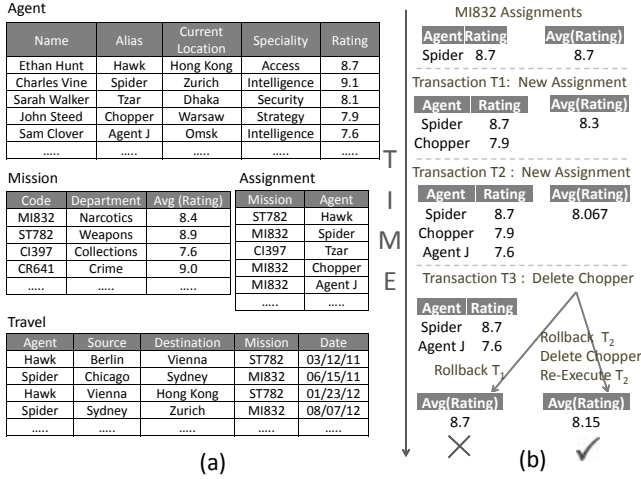 Agent
Name Alias Current Location Speciality Rating
Ethan Hunt Hawk Hong Kong Access 8.7
Charles Vine Spider Zurich Intelligence 9.1
Sarah Walker Tzar Dhaka Security 8.1
John Steed Chopper Warsaw Strategy 7.9
Sam Clover Agent J Omsk Intelligence 7.6
..... ..... ..... ..... .....
Mission
Code Department Avg (Rating)
MI832 Narcotics 8.4
ST782 Weapons 8.9
CI397 Collections 7.6
CR641 Crime 9.0
..... ..... .....
Assignment
Mission Agent
ST782 Hawk
MI832 Spider
CI397 Tzar
MI832 Chopper
MI832 Agent J
..... .....
Travel
Agent Source Destination Mission Date
Hawk Berlin Vienna ST782 03/12/11
Spider Chicago Sydney MI832 06/15/11
Hawk Vienna Hong Kong ST782 01/23/12
Spider Sydney Zurich MI832 08/07/12
..... ..... ..... ..... .....
(a)
T
I
M
E
MI832 Assignments
Agent Rating Avg(Rating)
Spider 8.7 8.7
Transaction T1: New Assignment
Agent Rating Avg(Rating)
Spider 8.7 8.3
Chopper 7.9
Transaction T2 : New Assignment
Agent Rating Avg(Rating)
Spider 8.7 8.067
Chopper 7.9
Agent J 7.6
Transaction T3 : Delete Chopper
Agent Rating
Spider 8.7
Agent J 7.6
Rollback T1
Rollback T2
Delete Chopper
Re-Execute T2
Avg(Rating) Avg(Rating)
8.7 8.15
(b)